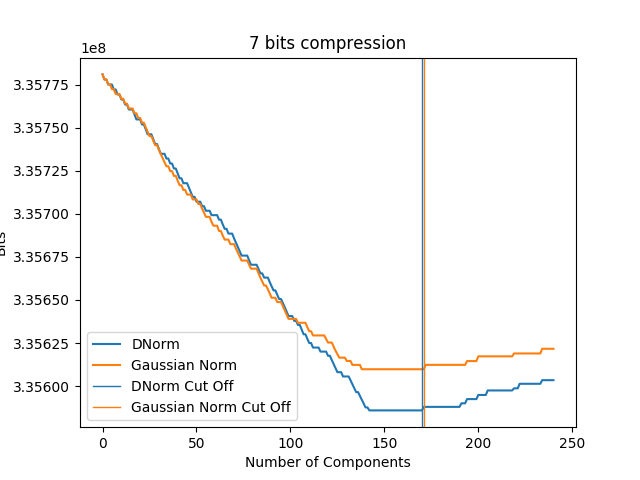 7 bits compression
1e8
3.35775
3.35750
3.35725
3.35700
3.35675
3.35650
3.35625
3.35600
DNorm
Gaussian Norm
DNorm Cut Off
Gaussian Norm Cut Off
0 50 100 150 200 250
Number of Components